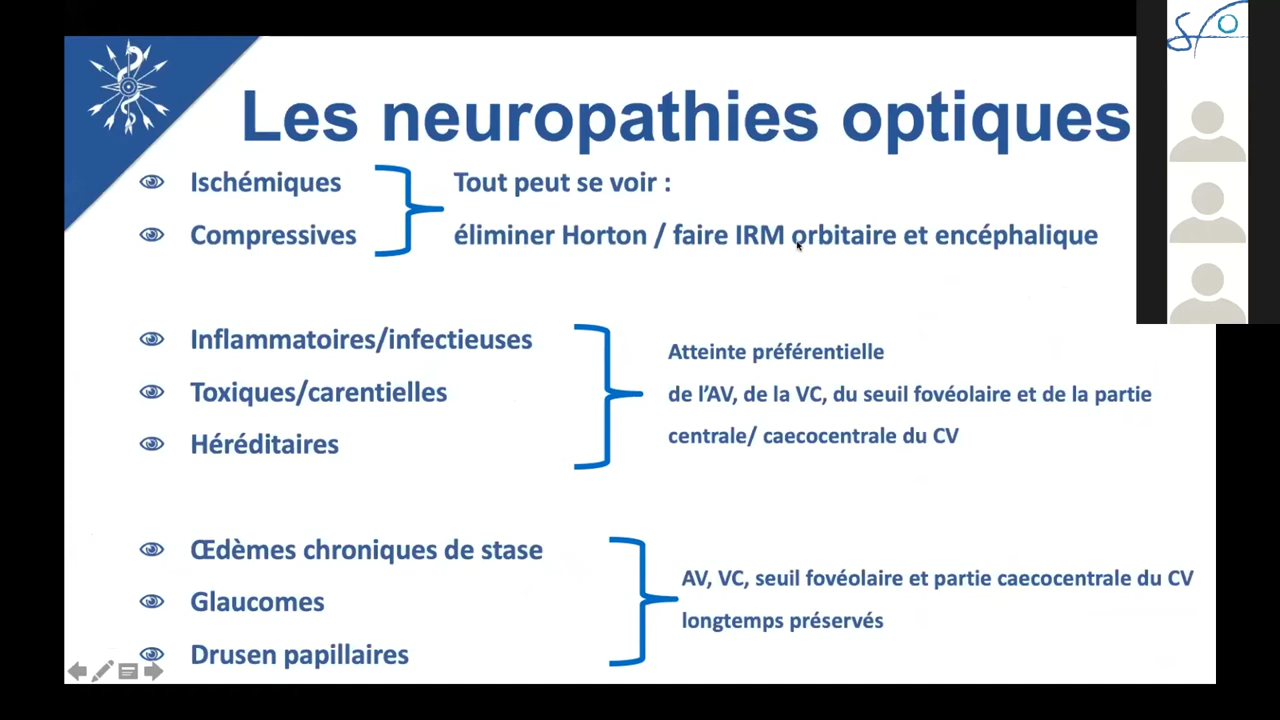 SFO
Les neuropathies optiques
Ischémiques
Compressives
Tout peut se voir :
éliminer Horton / faire IRM orbitaire et encéphalique
Inflammatoires/infectieuses
Toxiques/carentielles
Héréditaires
Atteinte préférentielle
de l’AV, de la VC, du seuil fovéolaire et de la partie
centrale/ caecocentrale du CV
Œdèmes chroniques de stase
Glaucomes
Drusen papillaires
AV, VC, seuil fovéolaire et partie caecocentrale du CV
longtemps préservés